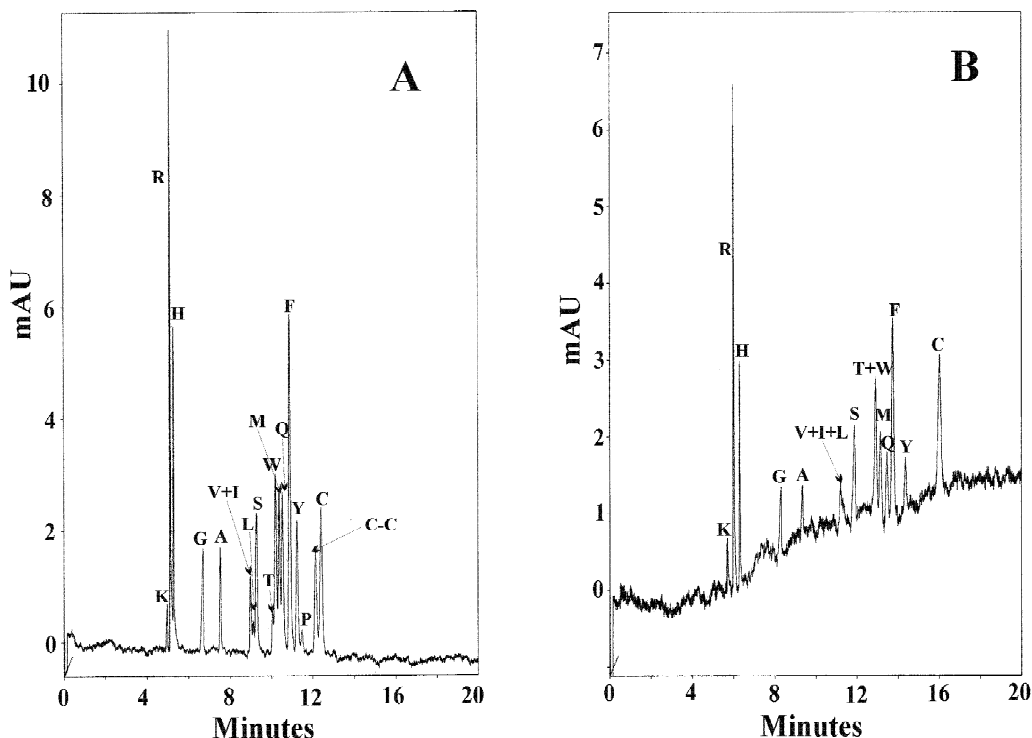 A
mAU
10
8
6
4
2
0
R
H
F
M
Q
W
V+I
L
S
Y
C
G
A
C-C
T
K
P
0
4
8
12
16
20
Minutes
B
mAU
7
6
5
4
3
2
1
0
R
H
F
C
T+W
S
M
V+I+L
Q
Y
G
A
K
0
4
8
12
16
20
Minutes